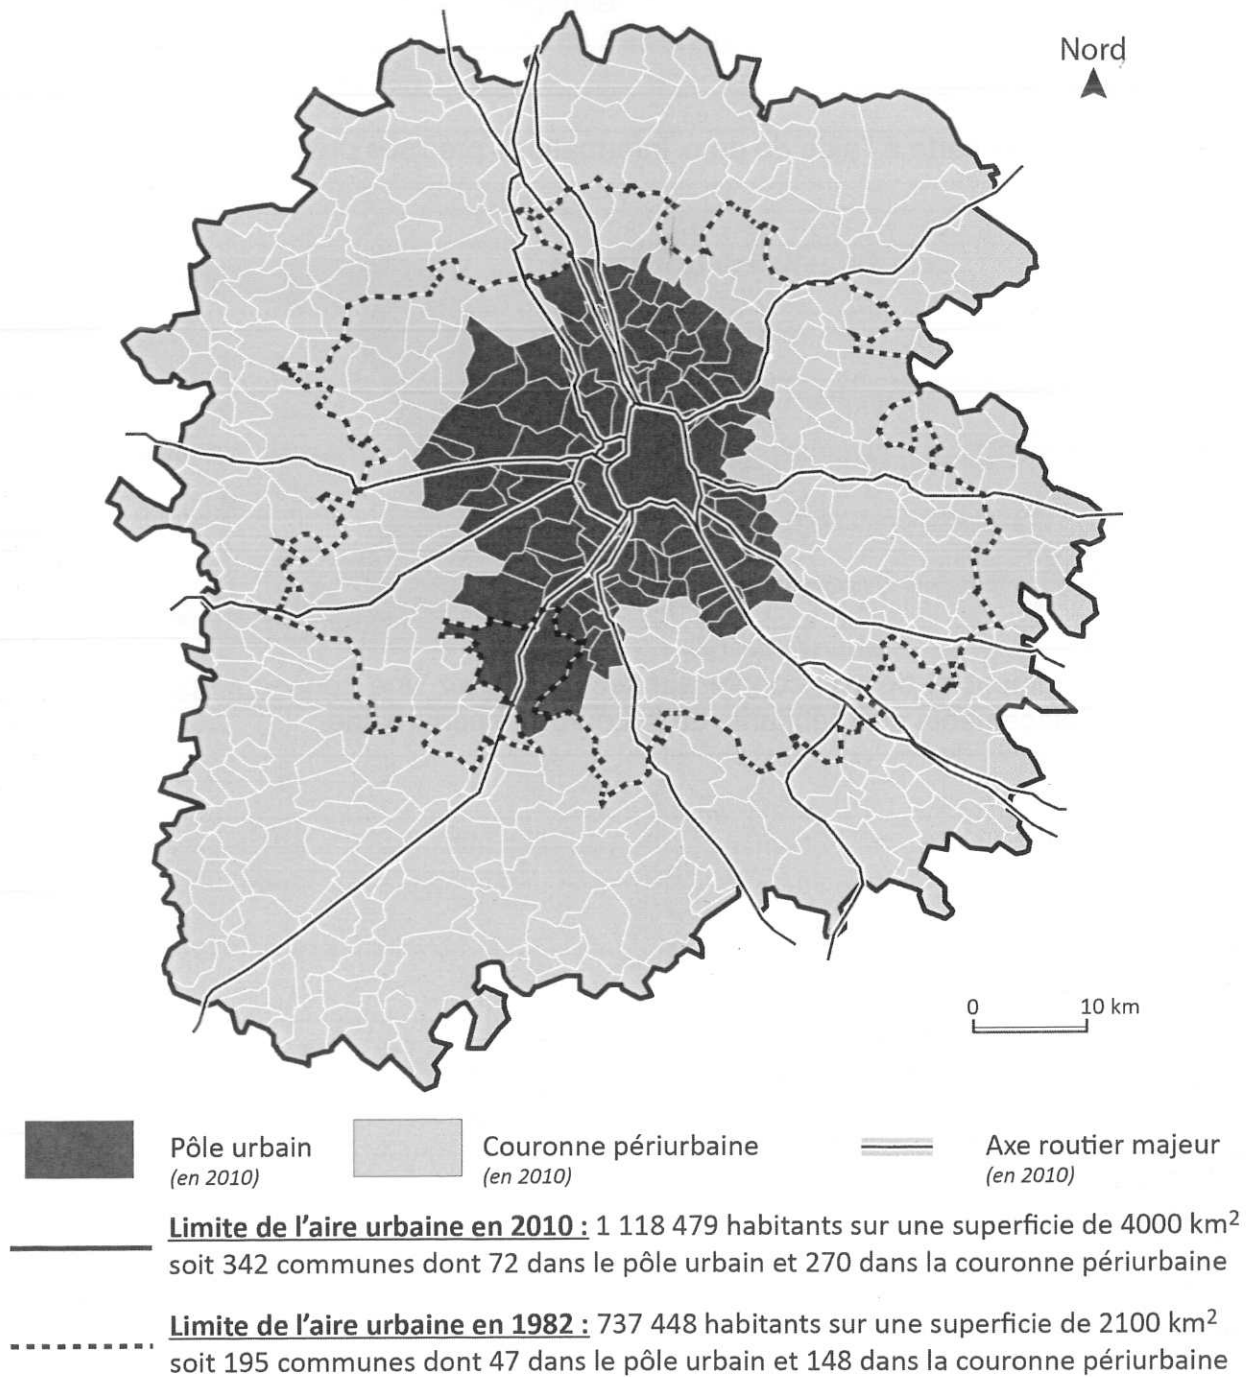 Nord
0 10 km
Pôle urbain
(en 2010)
Couronne périurbaine
(en 2010)
Axe routier majeur
(en 2010)
Limite de l'aire urbaine en 2010 : 1 118 479 habitants sur une superficie de 4000 km²
soit 342 communes dont 72 dans le pôle urbain et 270 dans la couronne périurbaine
Limite de l'aire urbaine en 1982 : 737 448 habitants sur une superficie de 2100 km²
soit 195 communes dont 47 dans le pôle urbain et 148 dans la couronne périurbaine